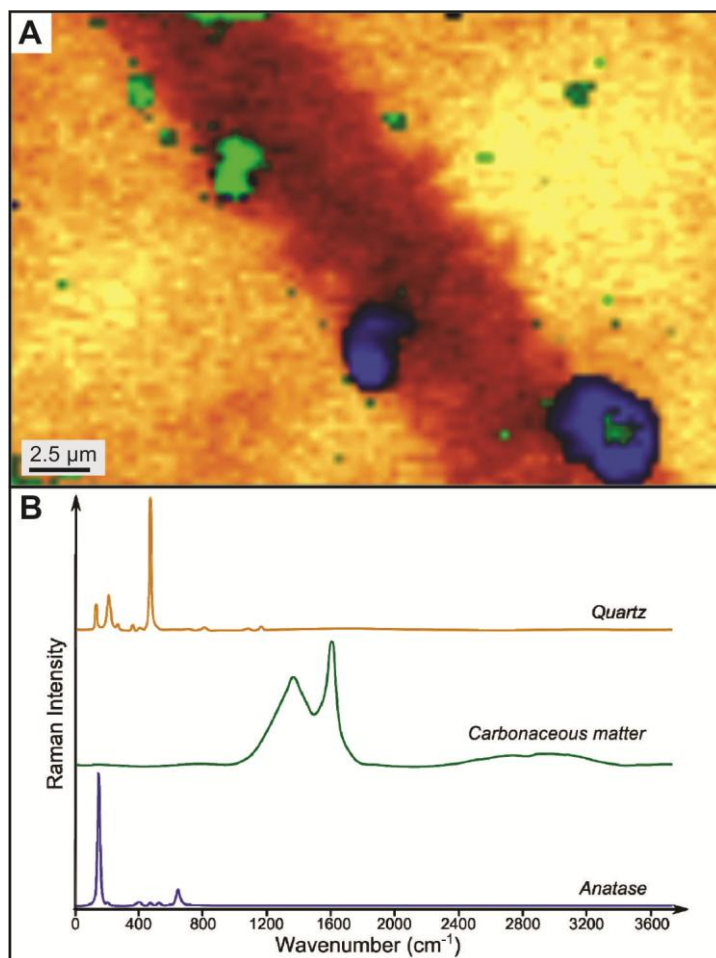 A
2.5 µm
B
Quartz
Carbonaceous matter
Anatase
Raman Intensity
0 400 800 1200 1600 2000 2400 2800 3200 3600
Wavenumber (cm⁻¹)